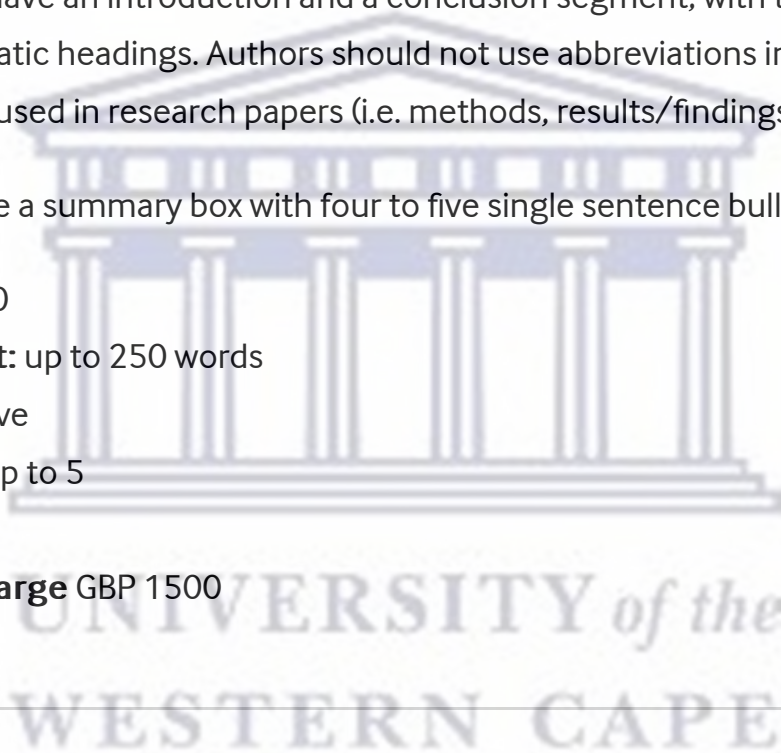 have an introduction and a conclusion segment, with t
atic headings. Authors should not use abbreviations in
used in research papers (i.e. methods, results/findings
e a summary box with four to five single sentence bull
0
t: up to 250 words
ve
p to 5
arge GBP 1500
UNIVERSITY of the
WESTERN CAPE